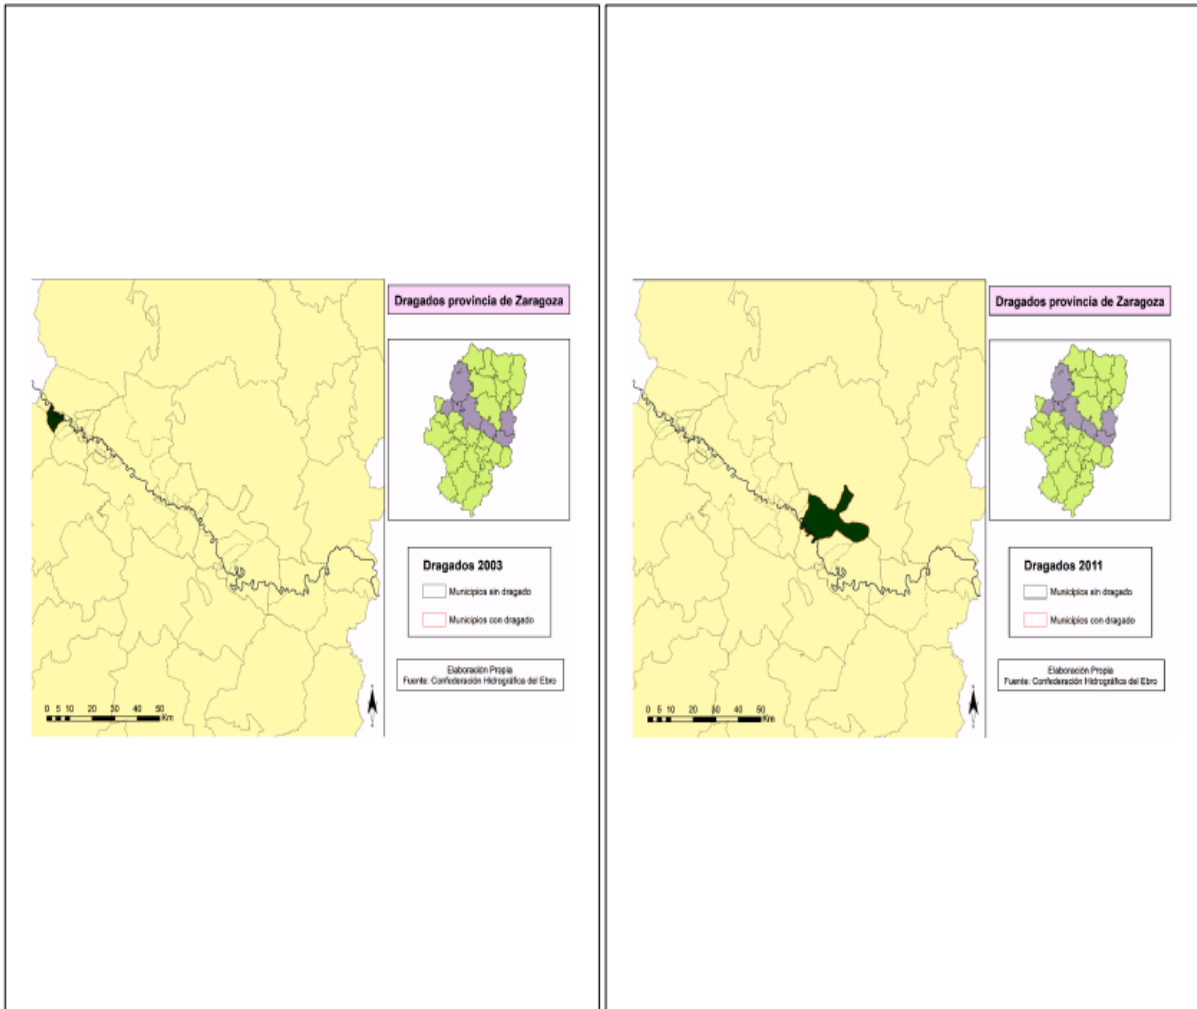 Dragados provincia de Zaragoza
Dragados 2003
Municipios sin dragado
Municipios con dragado
Elaboración Propia
Fuente: Confederación Hidrográfica del Ebro
0 5 10 20 30 40 50
Km
Dragados provincia de Zaragoza
Dragados 2011
Municipios sin dragado
Municipios con dragado
Elaboración Propia
Fuente: Confederación Hidrográfica del Ebro
0 5 10 20 30 40 50
Km